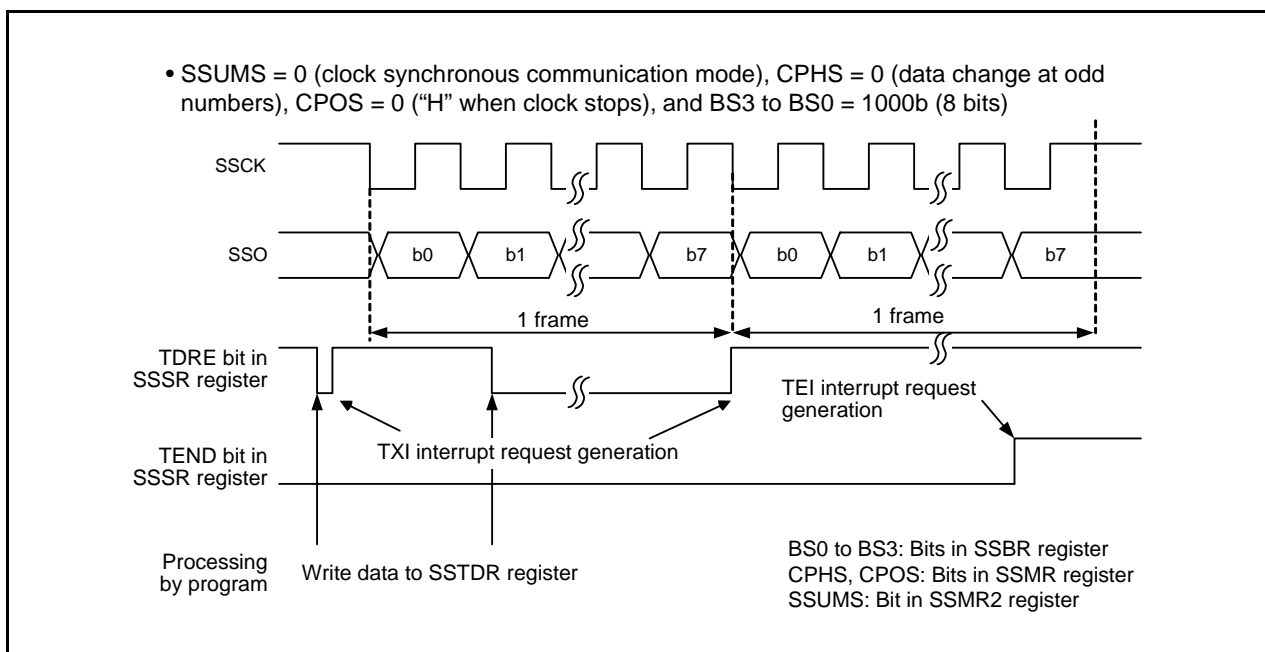 • SSUMS = 0 (clock synchronous communication mode), CPHS = 0 (data change at odd
numbers), CPOS = 0 (“H” when clock stops), and BS3 to BS0 = 1000b (8 bits)
SSCK
SSO
b0
b1
b7
b0
b1
b7
1 frame
1 frame
TDRE bit in
SSSR register
TEI interrupt request
generation
TXI interrupt request generation
TEND bit in
SSSR register
Processing
by program
Write data to SSTDR register
BS0 to BS3: Bits in SSBR register
CPHS, CPOS: Bits in SSMR register
SSUMS: Bit in SSMR2 register